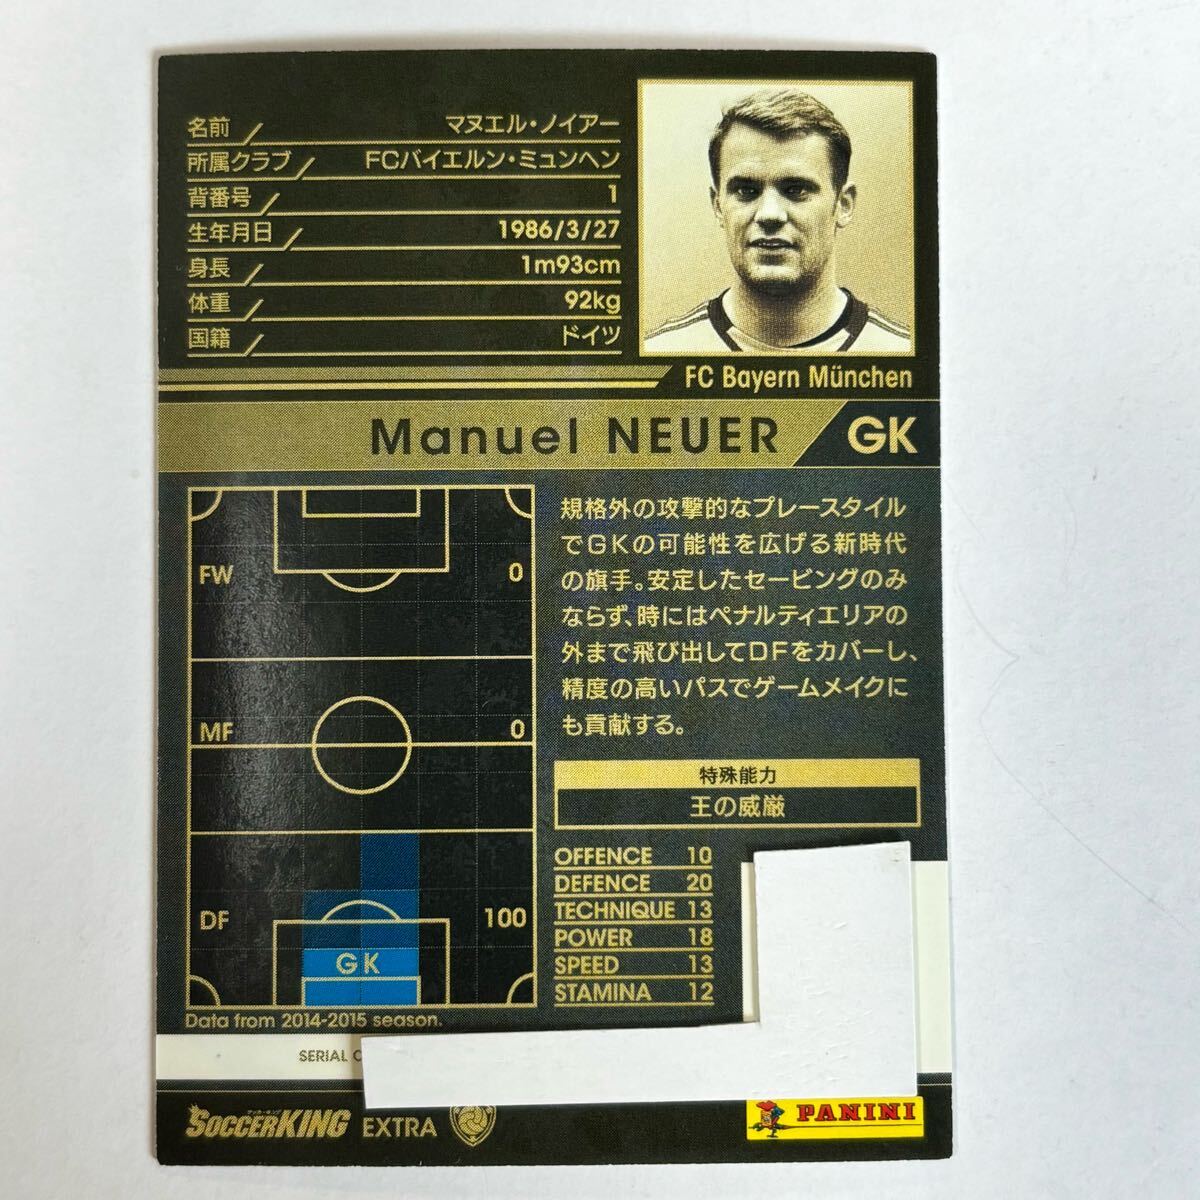 名前 マヌエル・ノイアー
所属クラブ FCバイエルン・ミュンヘン
背番号 1
生年月日 1986/3/27
身長 1m93cm
体重 92kg
国籍 ドイツ
FC Bayern München
Manuel NEUER GK
FW 0
MF 0
DF 100
GK
Data from 2014-2015 season.
規格外の攻撃的なプレースタイル
でGKの可能性を広げる新時代
の旗手。安定したセービングのみ
ならず、時にはペナルティエリアの
外まで飛び出してDFをカバーし、
精度の高いパスでゲームメイクに
も貢献する。
特殊能力
王の威厳
OFFENCE 10
DEFENCE 20
TECHNIQUE 13
POWER 18
SPEED 13
STAMINA 12
SERIAL
サッカーキング
SOCCERKING EXTRA
PANINI